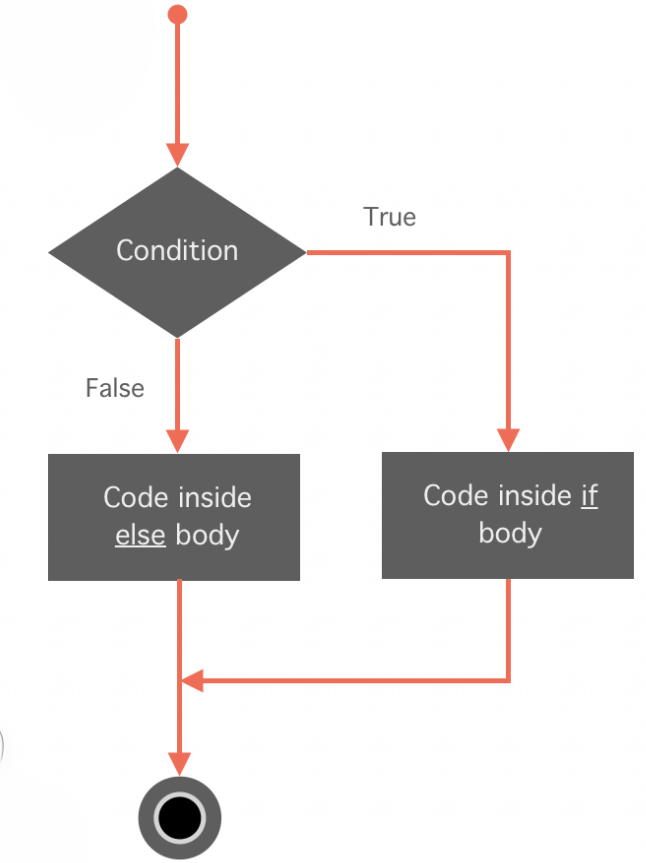 True
Condition
False
Code inside
else body
Code inside if
body